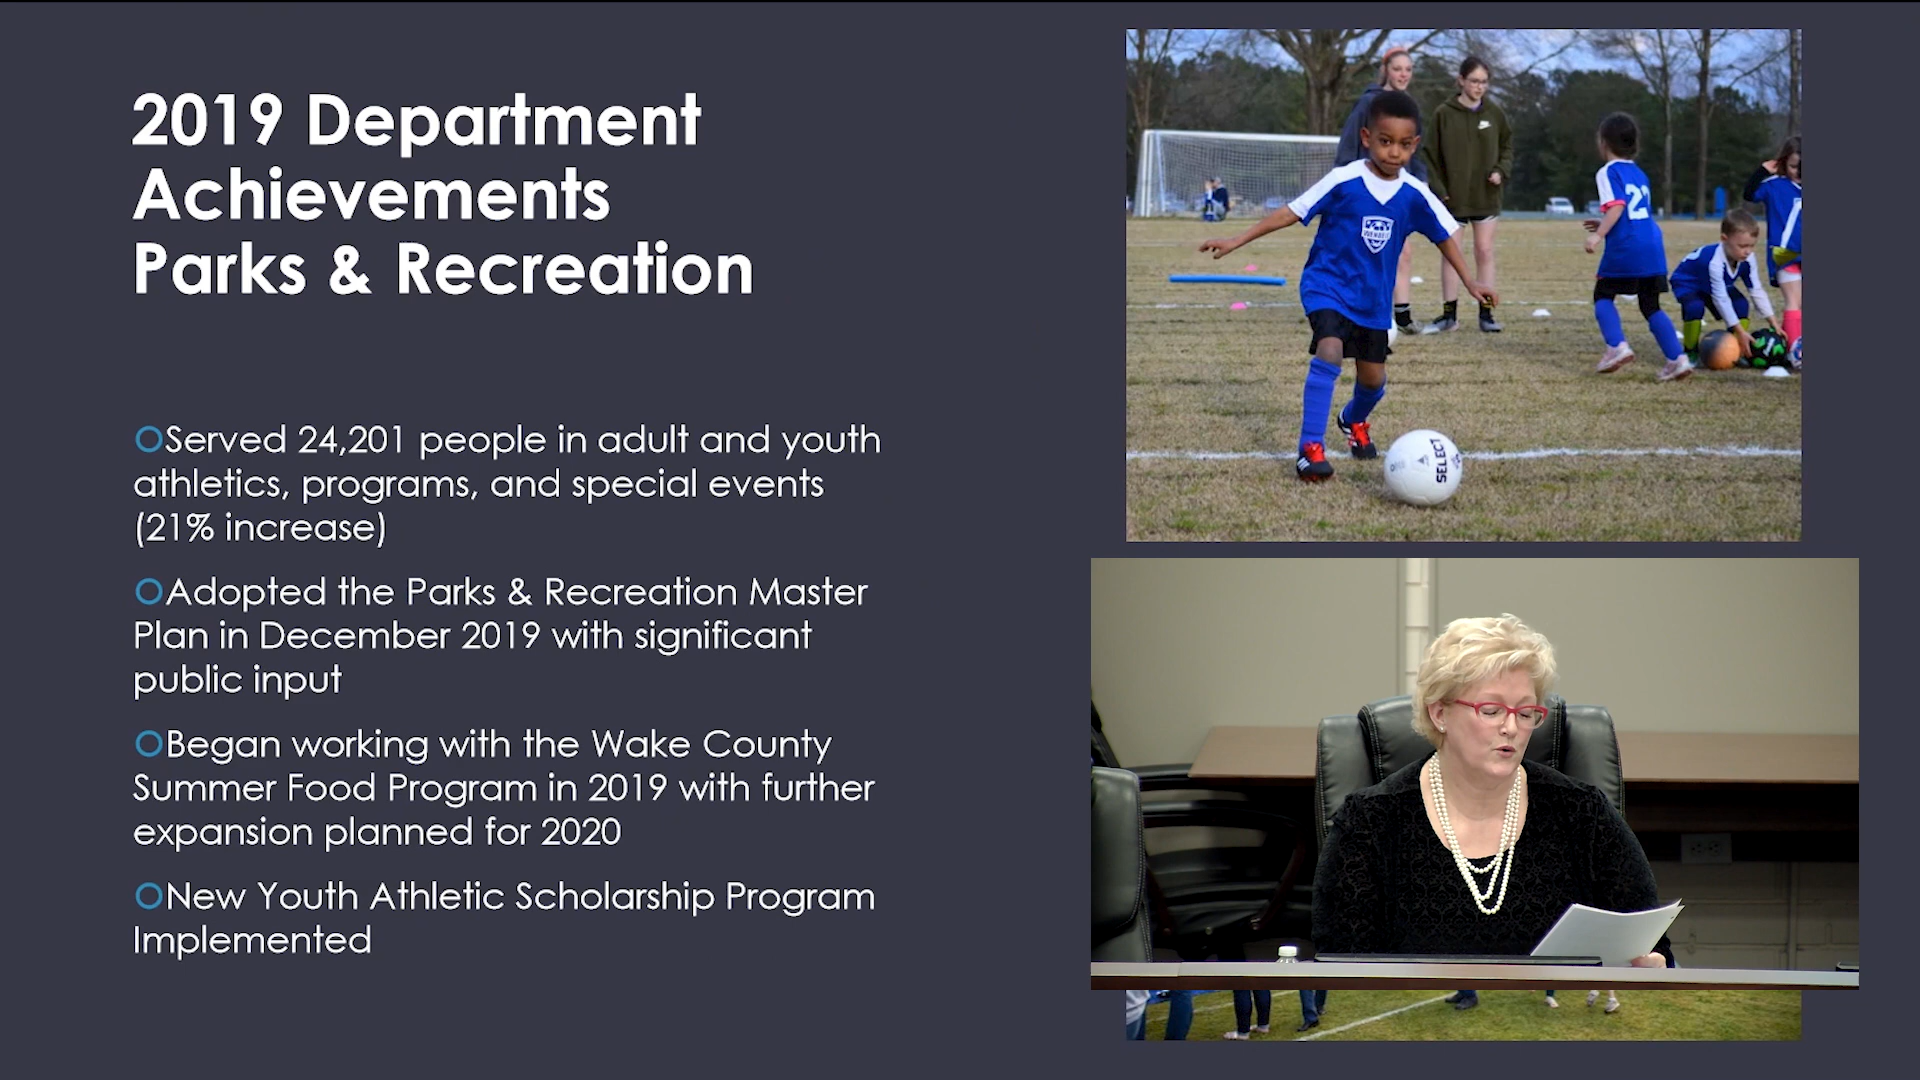 2019 Department
Achievements
Parks & Recreation
Served 24,201 people in adult and youth
athletics, programs, and special events
(21% increase)
Adopted the Parks & Recreation Master
Plan in December 2019 with significant
public input
Began working with the Wake County
Summer Food Program in 2019 with further
expansion planned for 2020
New Youth Athletic Scholarship Program
Implemented
SELECT